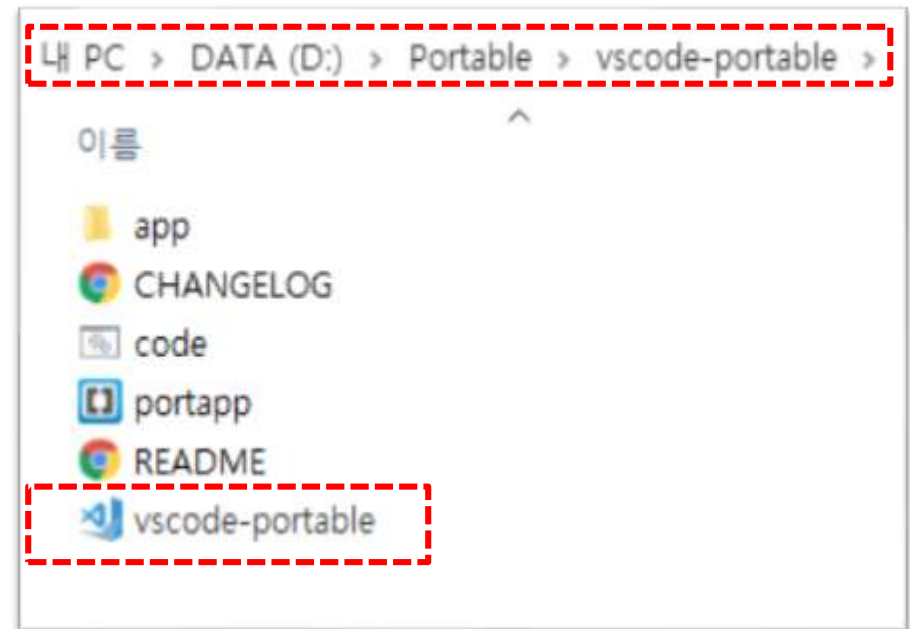 내 PC > DATA (D:) > Portable > vscode-portable >
이름
app
CHANGELOG
code
portapp
README
vscode-portable